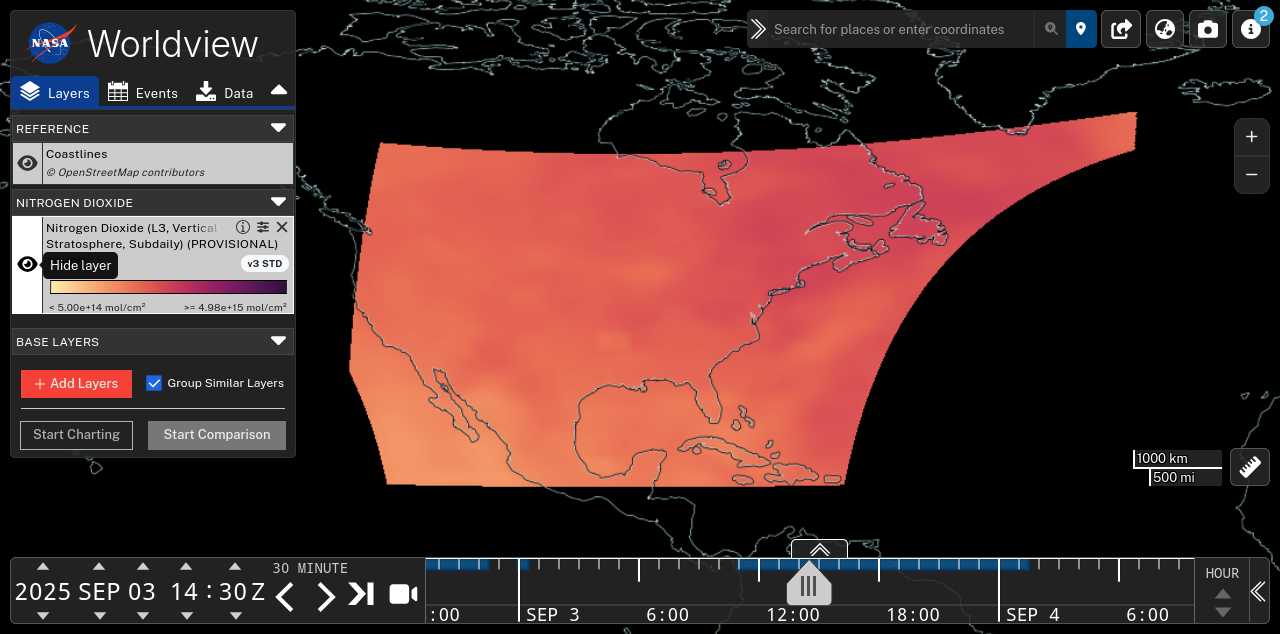 NASA
Worldview
Search for places or enter coordinates
2
Layers
Events
Data
REFERENCE
Coastlines
© OpenStreetMap contributors
NITROGEN DIOXIDE
Nitrogen Dioxide (L3, Vertical
Stratosphere, Subdaily) (PROVISIONAL)
Hide layer
v3 STD
< 5.00e+14 mol/cm²
>= 4.98e+15 mol/cm²
BASE LAYERS
+ Add Layers
Group Similar Layers
Start Charting
Start Comparison
+
−
1000 km
500 mi
2025 SEP 03 14 : 30 Z
30 MINUTE
:00
SEP 3
6:00
12:00
18:00
SEP 4
6:00
HOUR